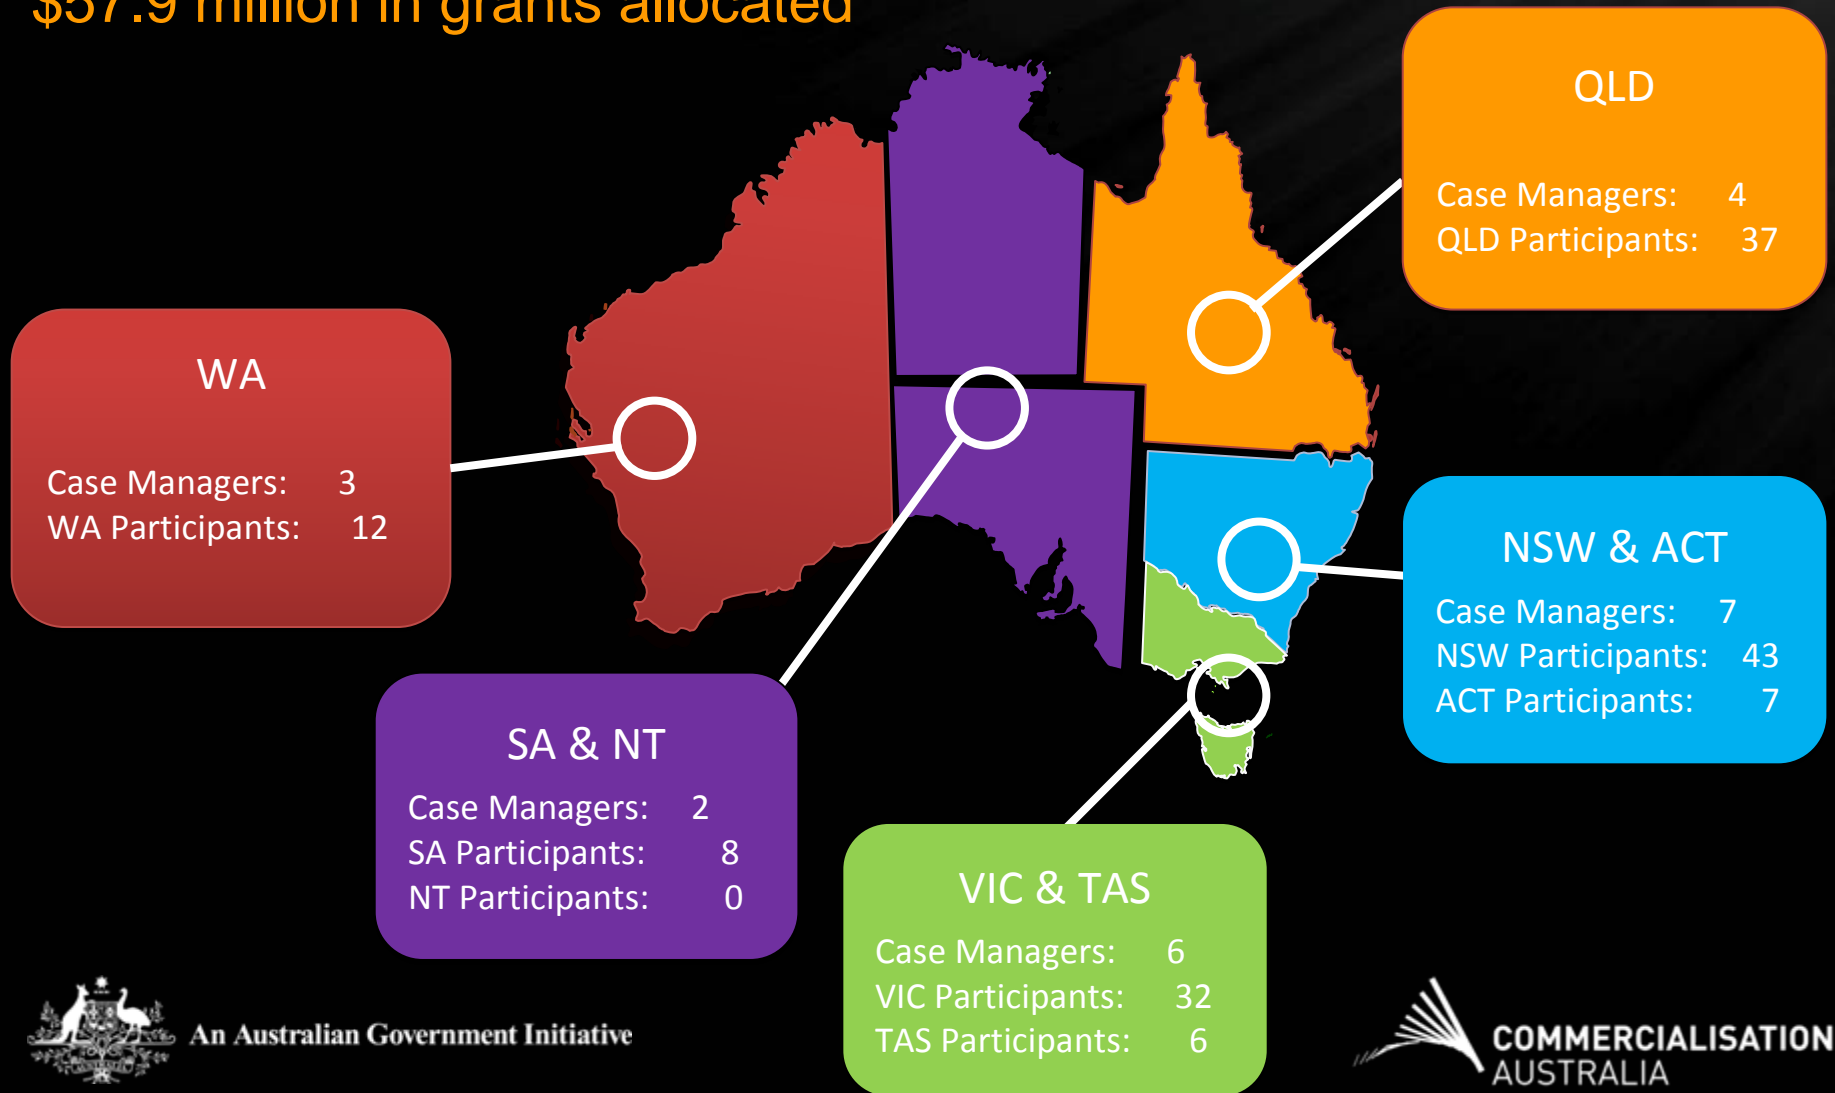 $57.9 million in grants allocated
QLD
Case Managers: 4
QLD Participants: 37
WA
Case Managers: 3
WA Participants: 12
NSW & ACT
Case Managers: 7
NSW Participants: 43
ACT Participants: 7
SA & NT
Case Managers: 2
SA Participants: 8
NT Participants: 0
VIC & TAS
Case Managers: 6
VIC Participants: 32
TAS Participants: 6
An Australian Government Initiative
COMMERCIALISATION
AUSTRALIA